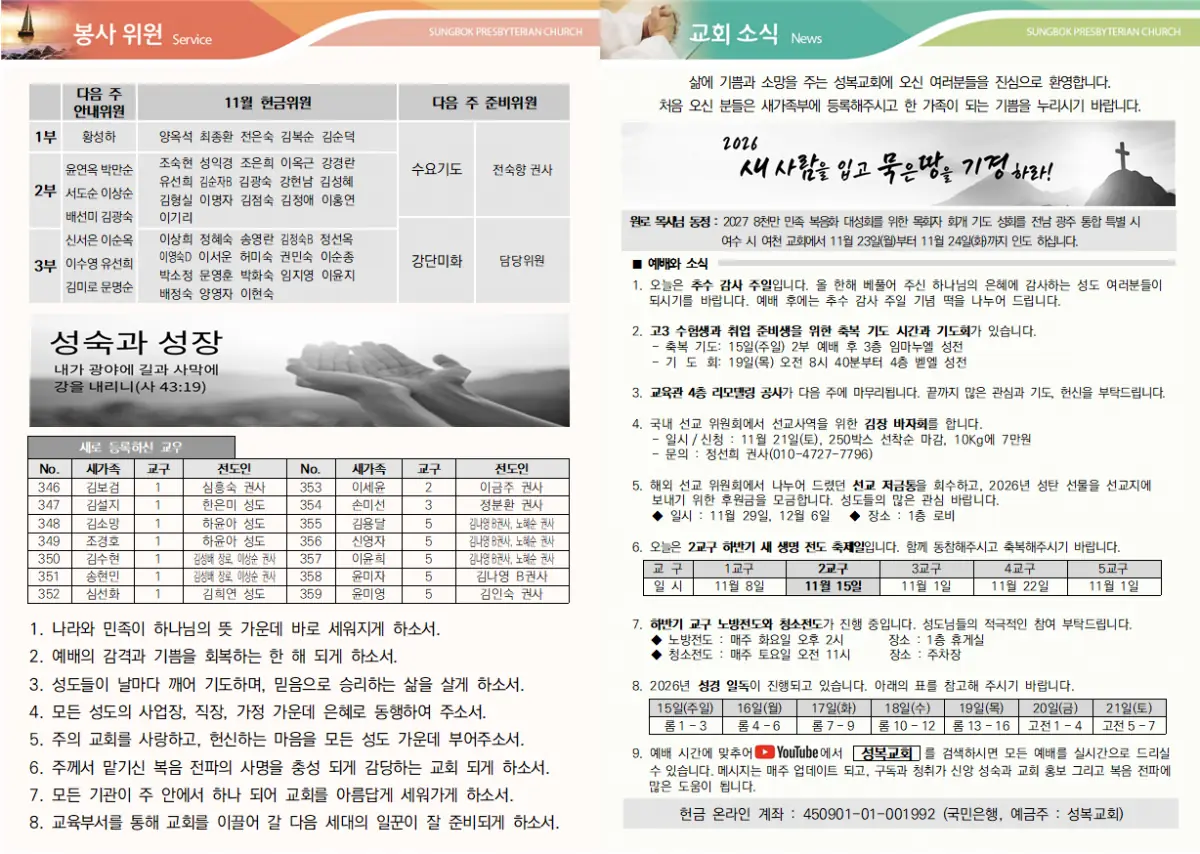 봉사 위원 Service
SUNGBOK PRESBYTERIAN CHURCH
다음 주 안내위원 11월 헌금위원 다음 주 준비위원
1부 황성하 양옥석 최종환 전은숙 김복순 김순덕
2부 윤연옥 박만순
서도순 이상순
배선미 김광숙
조숙현 성익경 조은희 이옥근 강경란
유선희 김순자B 김광숙 강현남 김성혜
김형실 이명자 김점숙 김정애 이홍연
이기리
수요기도 전숙향 권사
3부 신서은 이순옥
이수영 유선희
김미로 문명순
이상희 정혜숙 송영란 김정숙B 정선옥
이영숙D 이서운 허미숙 권민숙 이순종
박소정 문영훈 박화숙 임지영 이윤지
배정숙 양영자 이현숙
강단미화 담당위원
성숙과 성장
내가 광야에 길과 사막에
강을 내리니(사 43:19)
새로 등록하신 교우
No. 새가족 교구 전도인 No. 새가족 교구 전도인
346 김보검 1 심흥숙 권사 353 이세윤 2 이금주 권사
347 김설지 1 한은미 성도 354 손미선 3 정분환 권사
348 김소망 1 하윤아 성도 355 김용달 5 김나영B권사, 노혜순 권사
349 조경호 1 하윤아 성도 356 신영자 5 김나영B권사, 노혜순 권사
350 김수현 1 김성배 장로, 이상순 권사 357 이윤희 5 김나영B권사, 노혜순 권사
351 송현민 1 김성배 장로, 이상순 권사 358 윤미자 5 김나영 B권사
352 심선화 1 김희연 성도 359 윤미영 5 김인숙 권사
1. 나라와 민족이 하나님의 뜻 가운데 바로 세워지게 하소서.
2. 예배의 감격과 기쁨을 회복하는 한 해 되게 하소서.
3. 성도들이 날마다 깨어 기도하며, 믿음으로 승리하는 삶을 살게 하소서.
4. 모든 성도의 사업장, 직장, 가정 가운데 은혜로 동행하여 주소서.
5. 주의 교회를 사랑하고, 헌신하는 마음을 모든 성도 가운데 부어주소서.
6. 주께서 맡기신 복음 전파의 사명을 충성 되게 감당하는 교회 되게 하소서.
7. 모든 기관이 주 안에서 하나 되어 교회를 아름답게 세워가게 하소서.
8. 교육부서를 통해 교회를 이끌어 갈 다음 세대의 일꾼이 잘 준비되게 하소서.
교회 소식 News
SUNGBOK PRESBYTERIAN CHURCH
삶에 기쁨과 소망을 주는 성복교회에 오신 여러분들을 진심으로 환영합니다.
처음 오신 분들은 새가족부에 등록해주시고 한 가족이 되는 기쁨을 누리시기 바랍니다.
2026
새 사람을 입고 묵은 땅을 기경하라!
원로 목사님 동정 : 2027 8천만 민족 복음화 대성회를 위한 목회자 회개 기도 성회를 전남 광주 통합 특별 시
여수 시 여천 교회에서 11월 23일(월)부터 11월 24일(화)까지 인도 하십니다.
■ 예배와 소식
1. 오늘은 추수 감사 주일입니다. 올 한해 베풀어 주신 하나님의 은혜에 감사하는 성도 여러분들이
되시기를 바랍니다. 예배 후에는 추수 감사 주일 기념 떡을 나누어 드립니다.
2. 고3 수험생과 취업 준비생을 위한 축복 기도 시간과 기도회가 있습니다.
- 축복 기도: 15일(주일) 2부 예배 후 3층 임마누엘 성전
- 기 도 회: 19일(목) 오전 8시 40분부터 4층 벧엘 성전
3. 교육관 4층 리모델링 공사가 다음 주에 마무리됩니다. 끝까지 많은 관심과 기도, 헌신을 부탁드립니다.
4. 국내 선교 위원회에서 선교사역을 위한 김장 바자회를 합니다.
- 일시/신청 : 11월 21일(토), 250박스 선착순 마감, 10Kg에 7만원
- 문의 : 정선희 권사(010-4727-7796)
5. 해외 선교 위원회에서 나누어 드렸던 선교 저금통을 회수하고, 2026년 성탄 선물을 선교지에
보내기 위한 후원금을 모금합니다. 성도들의 많은 관심 바랍니다.
◆ 일시 : 11월 29일, 12월 6일 ◆ 장소 : 1층 로비
6. 오늘은 2교구 하반기 새 생명 전도 축제일입니다. 함께 동참해주시고 축복해주시기 바랍니다.
교 구 1교구 2교구 3교구 4교구 5교구
일 시 11월 8일 11월 15일 11월 1일 11월 22일 11월 1일
7. 하반기 교구 노방전도와 청소전도가 진행 중입니다. 성도님들의 적극적인 참여 부탁드립니다.
◆ 노방전도 : 매주 화요일 오후 2시 장소 : 1층 휴게실
◆ 청소전도 : 매주 토요일 오전 11시 장소 : 주차장
8. 2026년 성경 일독이 진행되고 있습니다. 아래의 표를 참고해 주시기 바랍니다.
15일(주일) 16일(월) 17일(화) 18일(수) 19일(목) 20일(금) 21일(토)
롬 1 - 3 롬 4 - 6 롬 7 - 9 롬 10 - 12 롬 13 - 16 고전 1 - 4 고전 5 - 7
9. 예배 시간에 맞추어 YouTube에서 성복교회 를 검색하시면 모든 예배를 실시간으로 드리실
수 있습니다. 메시지는 매주 업데이트 되고, 구독과 청취가 신앙 성숙과 교회 홍보 그리고 복음 전파에
많은 도움이 됩니다.
헌금 온라인 계좌 : 450901-01-001992 (국민은행, 예금주 : 성복교회)